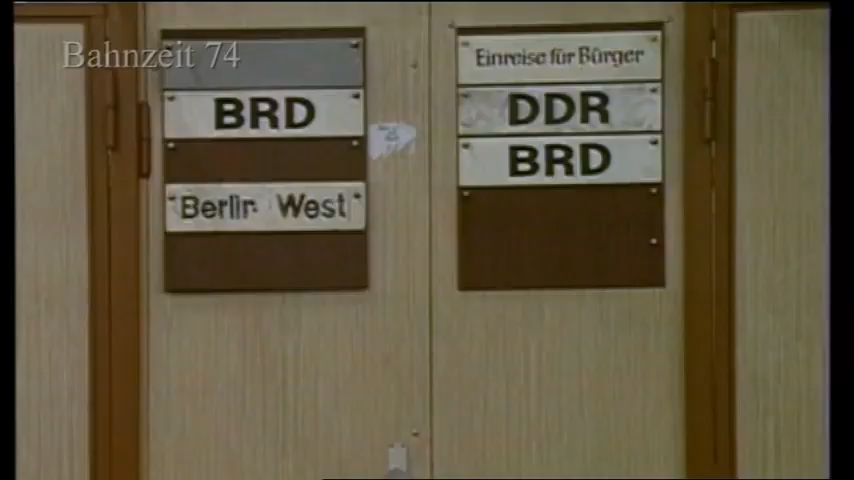 Bahnzeit 74
BRD
Berlin West
Einreise für Bürger
DDR
BRD